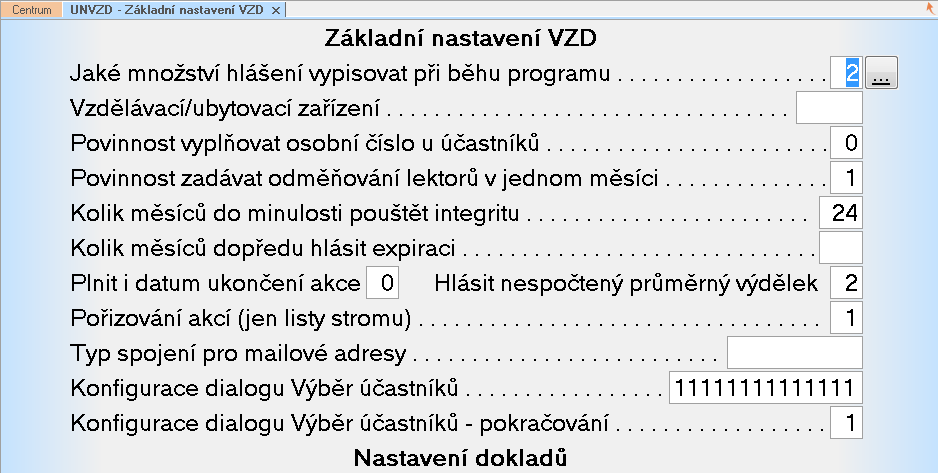 Centrum UNVZD - Základní nastavení VZD ×
Základní nastavení VZD
Jaké množství hlášení vypisovat při běhu programu . . . . . . . . . . . . . . . . . . 2 ...
Vzdělávací/ubytovací zařízení . . . . . . . . . . . . . . . . . . . . . . . . . . . . . . . . . . .
Povinnost vyplňovat osobní číslo u účastníků . . . . . . . . . . . . . . . . . . . . . . . . 0
Povinnost zadávat odměňování lektorů v jednom měsíci . . . . . . . . . . . . . . 1
Kolik měsíců do minulosti pouštět integritu . . . . . . . . . . . . . . . . . . . . . . . . 24
Kolik měsíců dopředu hlásit expiraci . . . . . . . . . . . . . . . . . . . . . . . . . . . . . .
Plnit i datum ukončení akce 0 Hlásit nespočtený průměrný výdělek 2
Pořizování akcí (jen listy stromu) . . . . . . . . . . . . . . . . . . . . . . . . . . . . . . . . . . 1
Typ spojení pro mailové adresy . . . . . . . . . . . . . . . . . . . . . . . . . . .
Konfigurace dialogu Výběr účastníků . . . . . . . . . . . . . . . . . 11111111111111
Konfigurace dialogu Výběr účastníků - pokračování . . . . . . . . . . . . . . . . . . 1
Nastavení dokladů